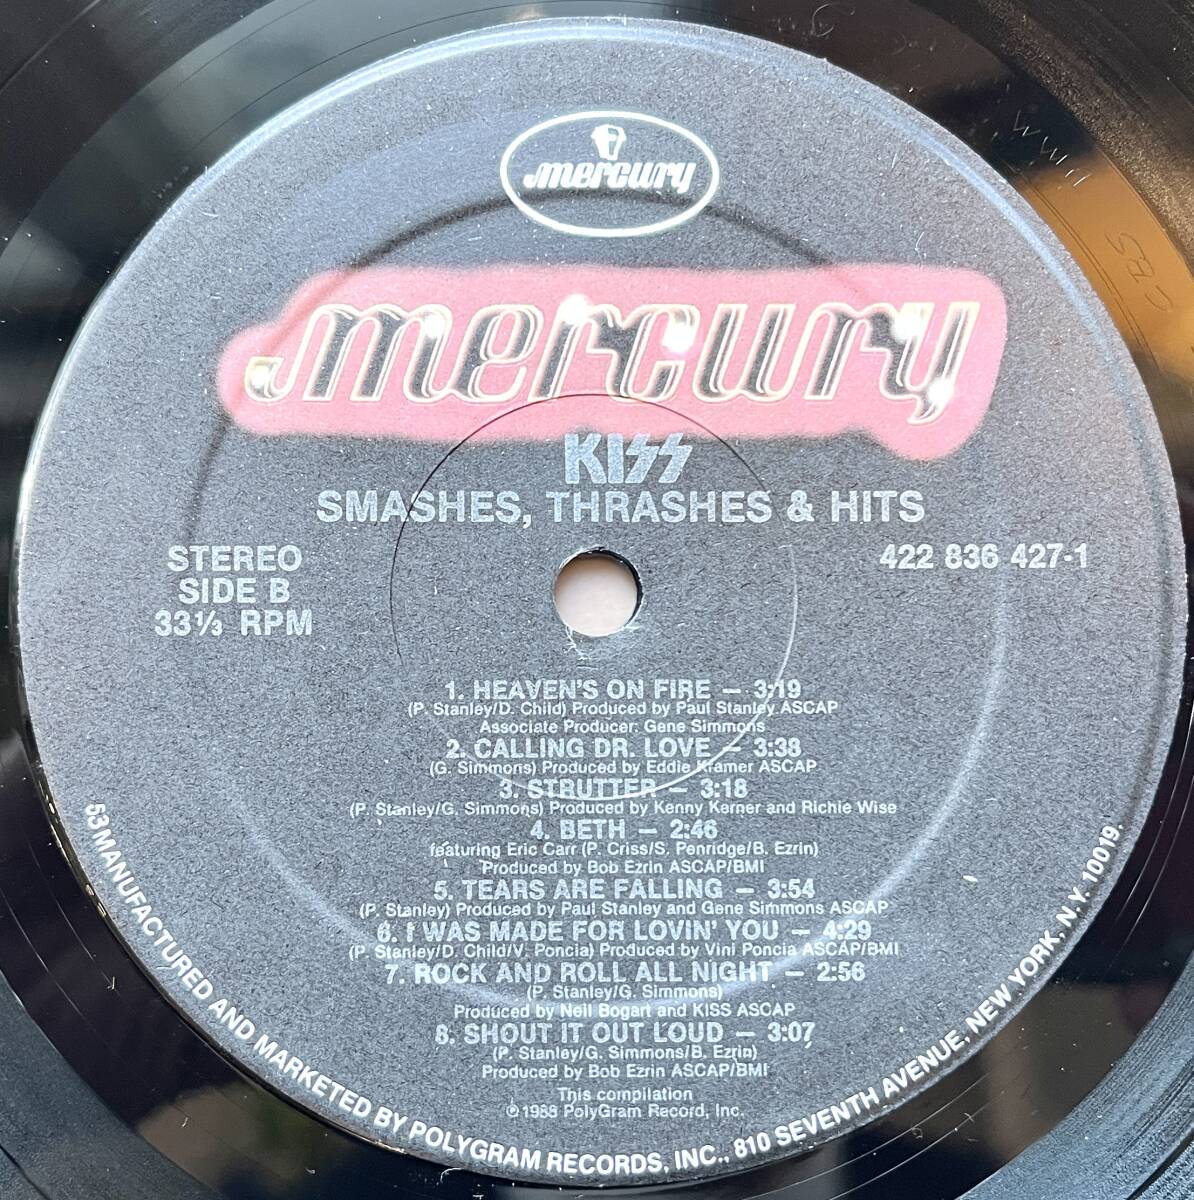 mercury
mercury
KISS
SMASHES, THRASHES & HITS
STEREO
SIDE B
33⅓ RPM
422 836 427-1
1. HEAVEN'S ON FIRE — 3:19
(P. Stanley/D. Child) Produced by Paul Stanley ASCAP
Associate Producer: Gene Simmons
2. CALLING DR. LOVE — 3:38
(G. Simmons) Produced by Eddie Kramer ASCAP
3. STRUTTER — 3:18
(P. Stanley/G. Simmons) Produced by Kenny Kerner and Richie Wise
4. BETH — 2:46
featuring Eric Carr (P. Criss/S. Penridge/B. Ezrin)
Produced by Bob Ezrin ASCAP/BMI
5. TEARS ARE FALLING — 3:54
(P. Stanley) Produced by Paul Stanley and Gene Simmons ASCAP
6. I WAS MADE FOR LOVIN' YOU — 4:29
(P. Stanley/D. Child/V. Poncia) Produced by Vini Poncia ASCAP/BMI
7. ROCK AND ROLL ALL NIGHT — 2:56
(P. Stanley/G. Simmons)
Produced by Neil Bogart and KISS ASCAP
8. SHOUT IT OUT LOUD — 3:07
(P. Stanley/G. Simmons/B. Ezrin)
Produced by Bob Ezrin ASCAP/BMI
This compilation
℗1988 PolyGram Record, Inc.
53 MANUFACTURED AND MARKETED BY POLYGRAM RECORDS, INC., 810 SEVENTH AVENUE, NEW YORK, N.Y. 10019.
CBS